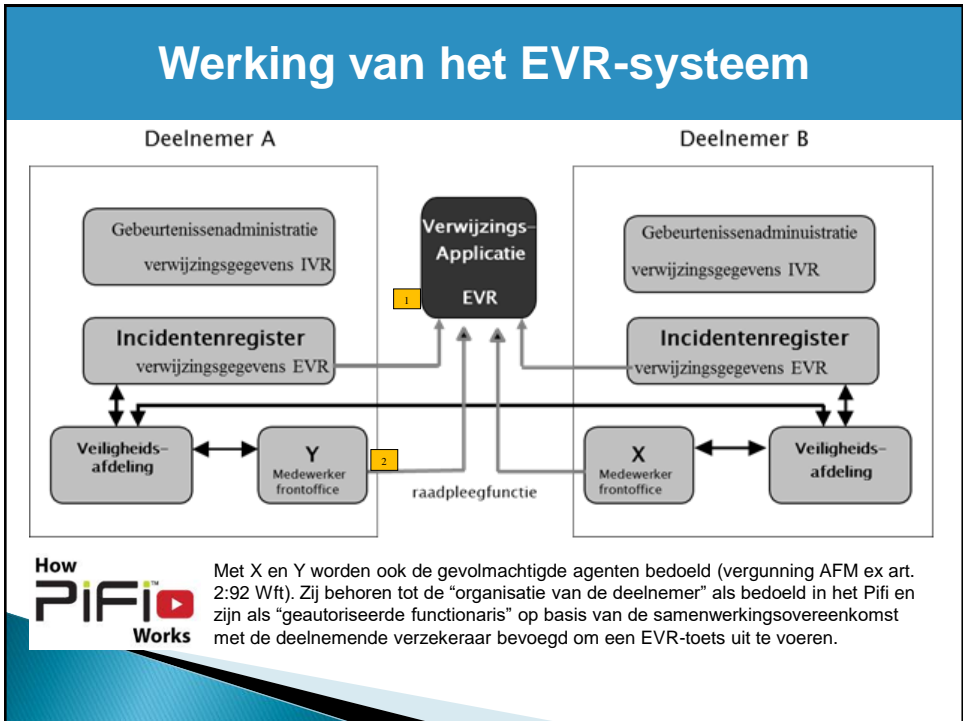 Werking van het EVR-systeem
Deelnemer A
Deelnemer B
Gebeurtenissenadministratie
verwijzingsgegevens IVR
Verwijzings-
Applicatie
EVR
1
Gebeurtenissenadminuistratie
verwijzingsgegevens IVR
Incidentenregister
verwijzingsgegevens EVR
Incidentenregister
verwijzingsgegevens EVR
Veiligheids-
afdeling
Y
Medewerker
frontoffice
2
raadpleegfunctie
X
Medewerker
frontoffice
Veiligheids-
afdeling
How
PiFi™
Works
Met X en Y worden ook de gevolmachtigde agenten bedoeld (vergunning AFM ex art.
2:92 Wft). Zij behoren tot de “organisatie van de deelnemer” als bedoeld in het Pifi en
zijn als “geautoriseerde functionaris” op basis van de samenwerkingsovereenkomst
met de deelnemende verzekeraar bevoegd om een EVR-toets uit te voeren.